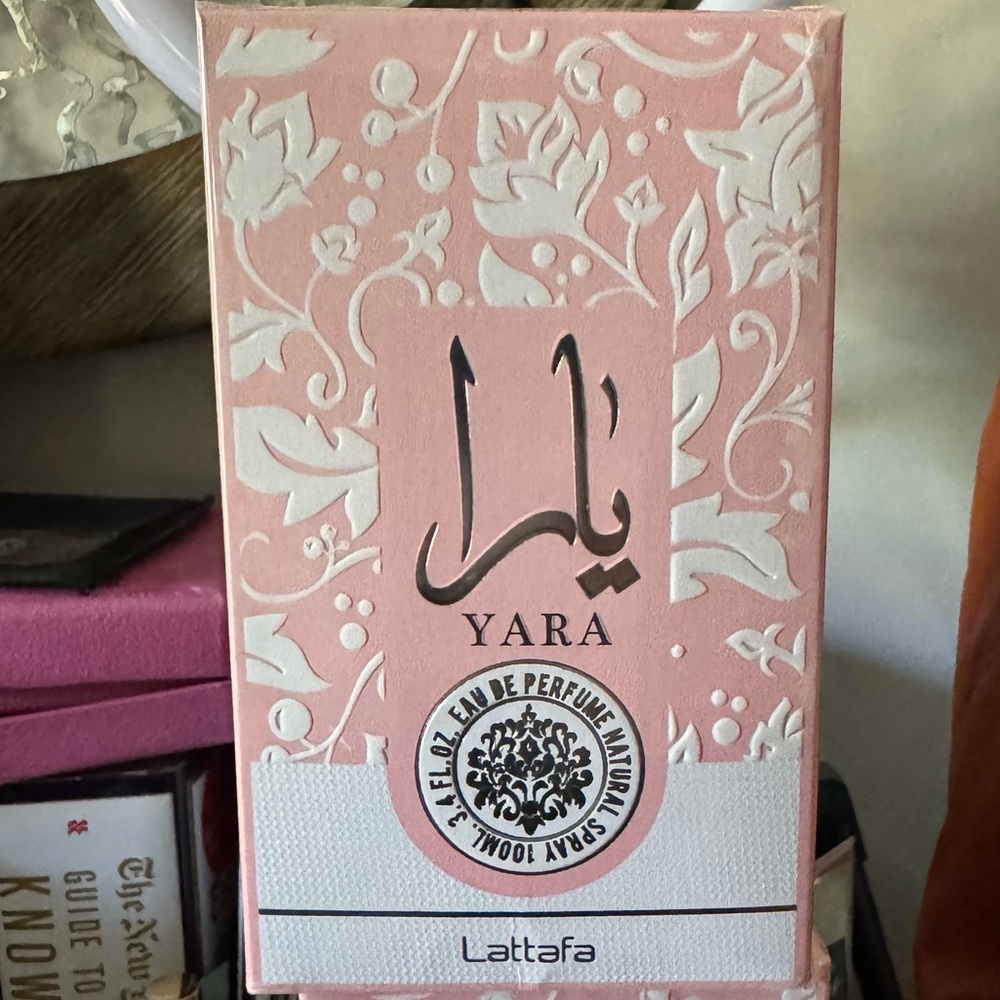 يارا
YARA
EAU DE PERFUME NATURAL SPRAY 100ML. 3.4 FL.OZ.
Lattafa
The New
GUIDE TO
KNOW